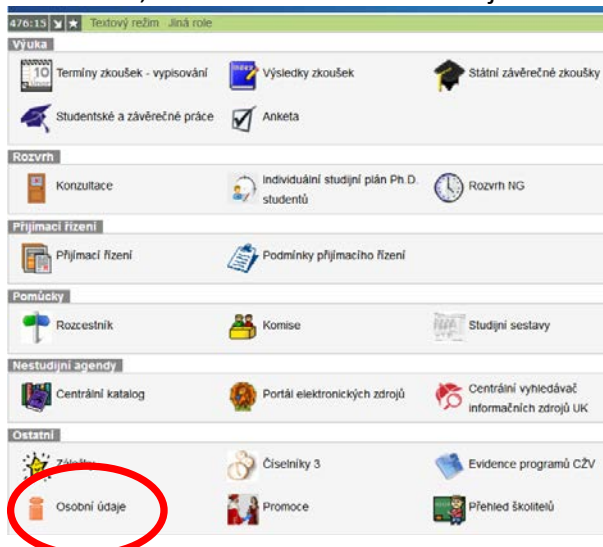 476:15 Textový režim Jiná role
Výuka
10 Termíny zkoušek - vypisování
INDEX Výsledky zkoušek
Státní závěrečné zkoušky
Studentské a závěrečné práce
Anketa
Rozvrh
Konzultace
Individuální studijní plán Ph.D.
studentů
Rozvrh NG
Přijímací řízení
Přijímací řízení
Podmínky přijímacího řízení
Pomůcky
Rozcestník
Komise
Studijní sestavy
Nestudijní agendy
Centrální katalog
Portál elektronických zdrojů
Centrální vyhledávač
informačních zdrojů UK
Ostatní
Záložky
Číselníky 3
Evidence programů CŽV
Osobní údaje
Promoce
Přehled školitelů